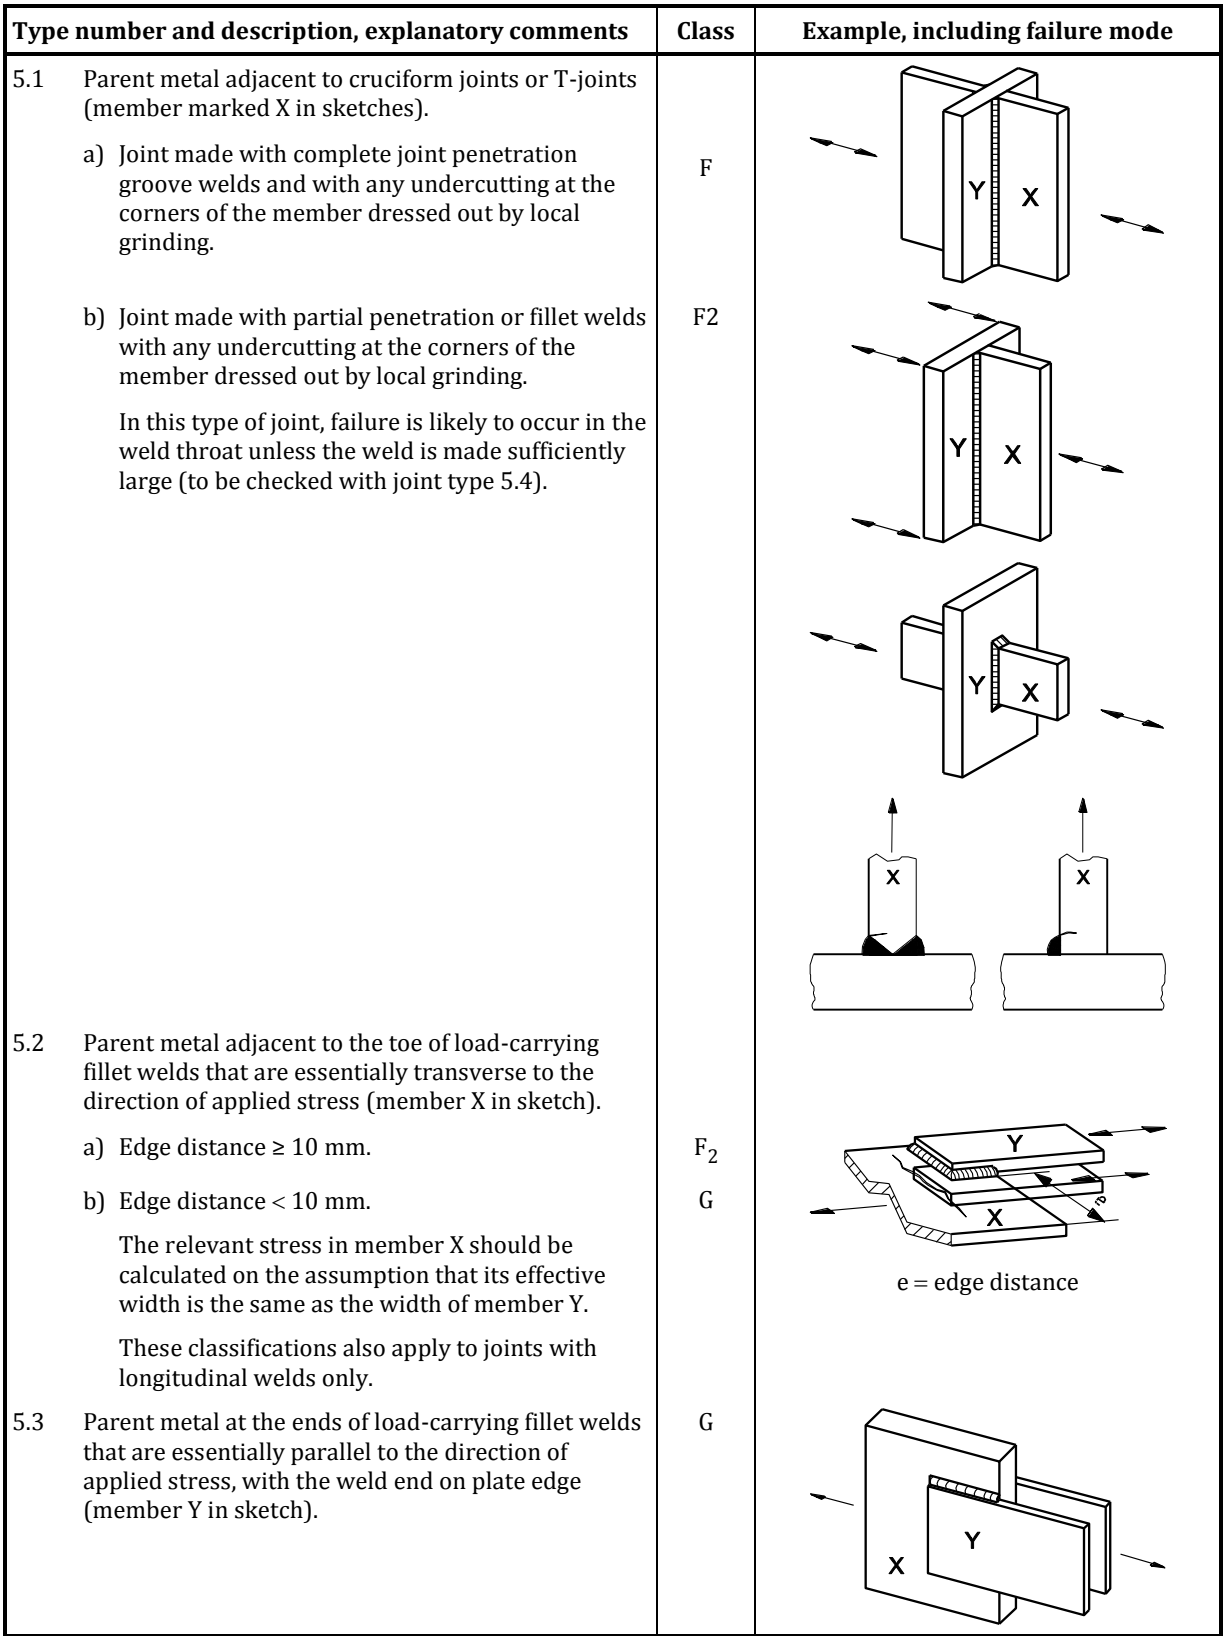 Type number and description, explanatory comments Class Example, including failure mode
5.1 Parent metal adjacent to cruciform joints or T-joints
(member marked X in sketches).
a) Joint made with complete joint penetration
groove welds and with any undercutting at the
corners of the member dressed out by local
grinding.
F
Y X
b) Joint made with partial penetration or fillet welds
with any undercutting at the corners of the
member dressed out by local grinding.
F2
In this type of joint, failure is likely to occur in the
weld throat unless the weld is made sufficiently
large (to be checked with joint type 5.4).
Y X
Y X
X X
5.2 Parent metal adjacent to the toe of load-carrying
fillet welds that are essentially transverse to the
direction of applied stress (member X in sketch).
a) Edge distance ≥ 10 mm.
F₂
b) Edge distance < 10 mm.
G
The relevant stress in member X should be
calculated on the assumption that its effective
width is the same as the width of member Y.
These classifications also apply to joints with
longitudinal welds only.
Y
X
e = edge distance
5.3 Parent metal at the ends of load-carrying fillet welds
that are essentially parallel to the direction of
applied stress, with the weld end on plate edge
(member Y in sketch).
G
Y
X